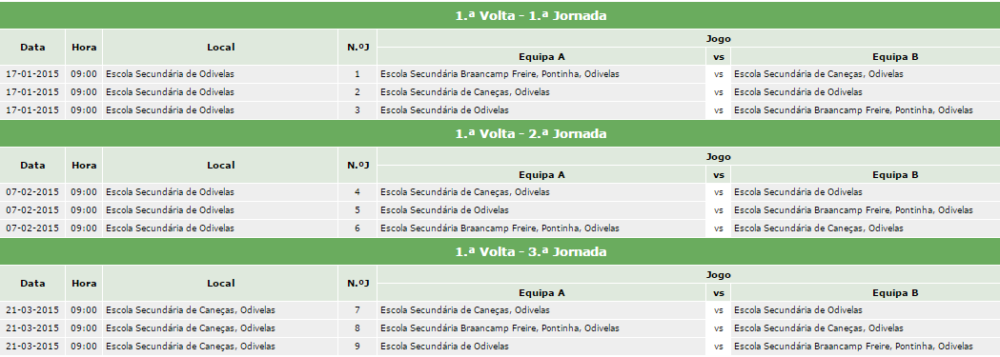 1.ª Volta - 1.ª Jornada
Data Hora Local N.ºJ Jogo
Equipa A vs Equipa B
17-01-2015 09:00 Escola Secundária de Odivelas 1 Escola Secundária Braancamp Freire, Pontinha, Odivelas vs Escola Secundária de Caneças, Odivelas
17-01-2015 09:00 Escola Secundária de Odivelas 2 Escola Secundária de Caneças, Odivelas vs Escola Secundária de Odivelas
17-01-2015 09:00 Escola Secundária de Odivelas 3 Escola Secundária de Odivelas vs Escola Secundária Braancamp Freire, Pontinha, Odivelas
1.ª Volta - 2.ª Jornada
Data Hora Local N.ºJ Jogo
Equipa A vs Equipa B
07-02-2015 09:00 Escola Secundária de Odivelas 4 Escola Secundária de Caneças, Odivelas vs Escola Secundária de Odivelas
07-02-2015 09:00 Escola Secundária de Odivelas 5 Escola Secundária de Odivelas vs Escola Secundária Braancamp Freire, Pontinha, Odivelas
07-02-2015 09:00 Escola Secundária de Odivelas 6 Escola Secundária Braancamp Freire, Pontinha, Odivelas vs Escola Secundária de Caneças, Odivelas
1.ª Volta - 3.ª Jornada
Data Hora Local N.ºJ Jogo
Equipa A vs Equipa B
21-03-2015 09:00 Escola Secundária de Caneças, Odivelas 7 Escola Secundária de Caneças, Odivelas vs Escola Secundária de Odivelas
21-03-2015 09:00 Escola Secundária de Caneças, Odivelas 8 Escola Secundária Braancamp Freire, Pontinha, Odivelas vs Escola Secundária de Caneças, Odivelas
21-03-2015 09:00 Escola Secundária de Caneças, Odivelas 9 Escola Secundária de Odivelas vs Escola Secundária Braancamp Freire, Pontinha, Odivelas